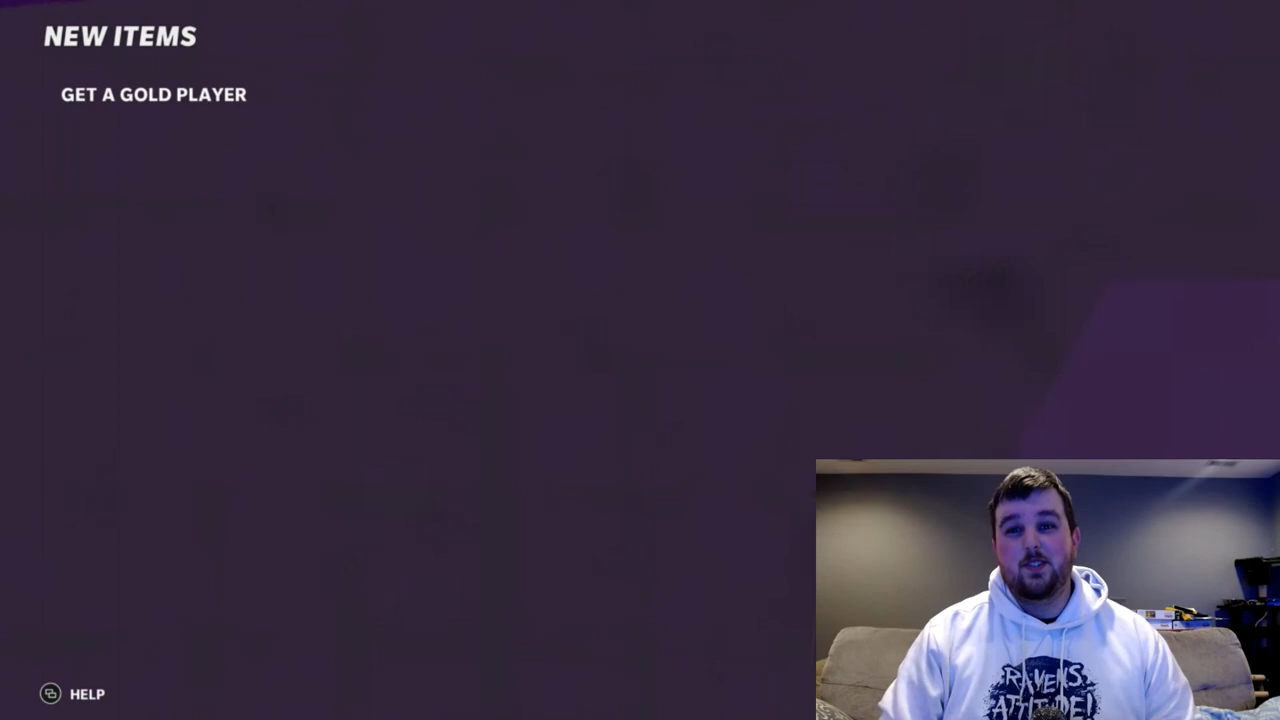 NEW ITEMS
GET A GOLD PLAYER
HELP
RAVENS
ATTITUDE!